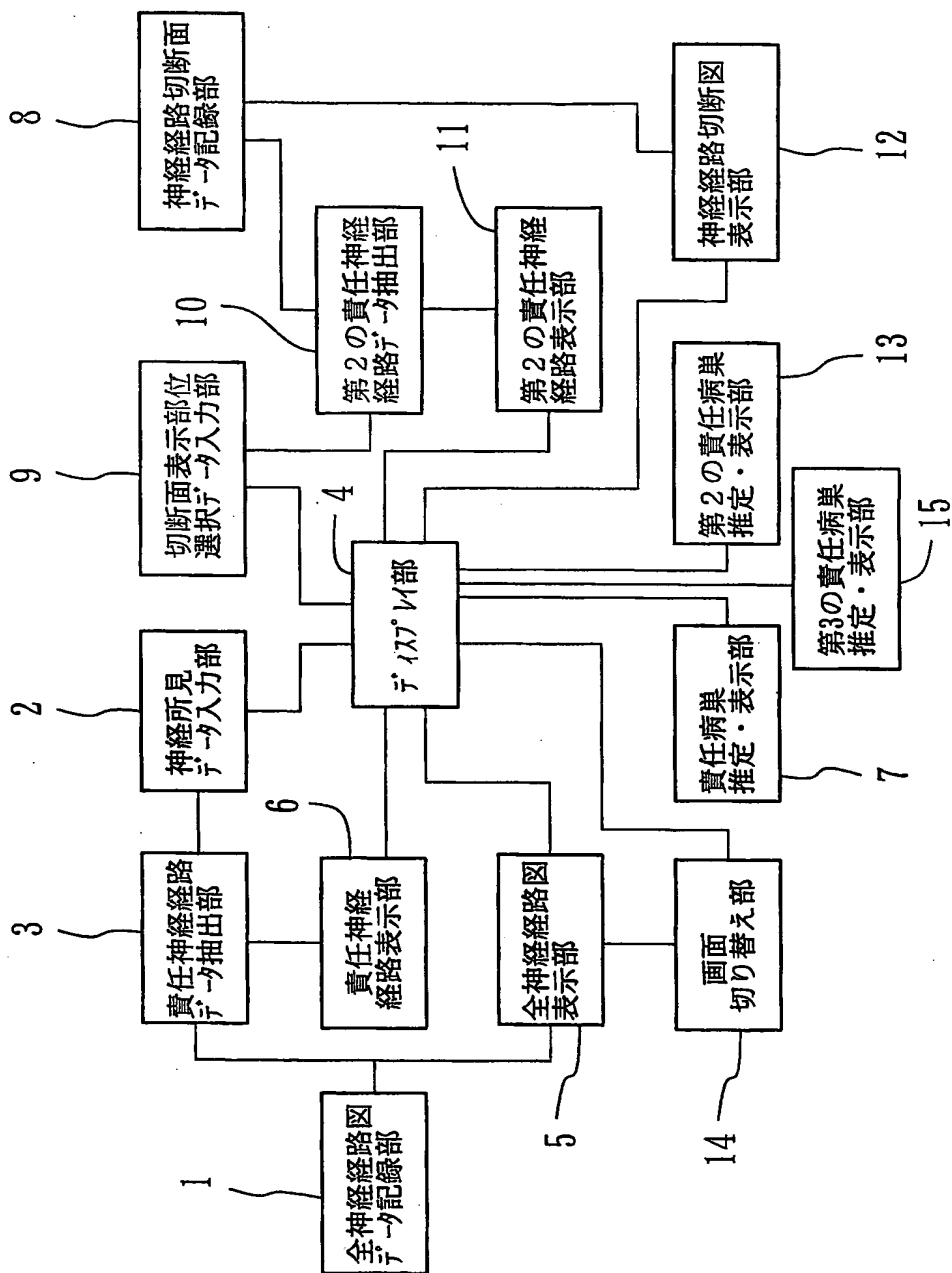 1
全神経経路図
データ記録部
3
責任神経経路
データ抽出部
2
神経所見
データ入力部
9
切断面表示部位
選択データ入力部
8
神経経路切断面
データ記録部
6
責任神経
経路表示部
4
ディスプレイ部
10
第2の責任神経
経路データ抽出部
11
第2の責任神経
経路表示部
5
全神経経路図
表示部
14
画面
切り替え部
7
責任病巣
推定・表示部
15
第3の責任病巣
推定・表示部
13
第2の責任病巣
推定・表示部
12
神経経路切断図
表示部